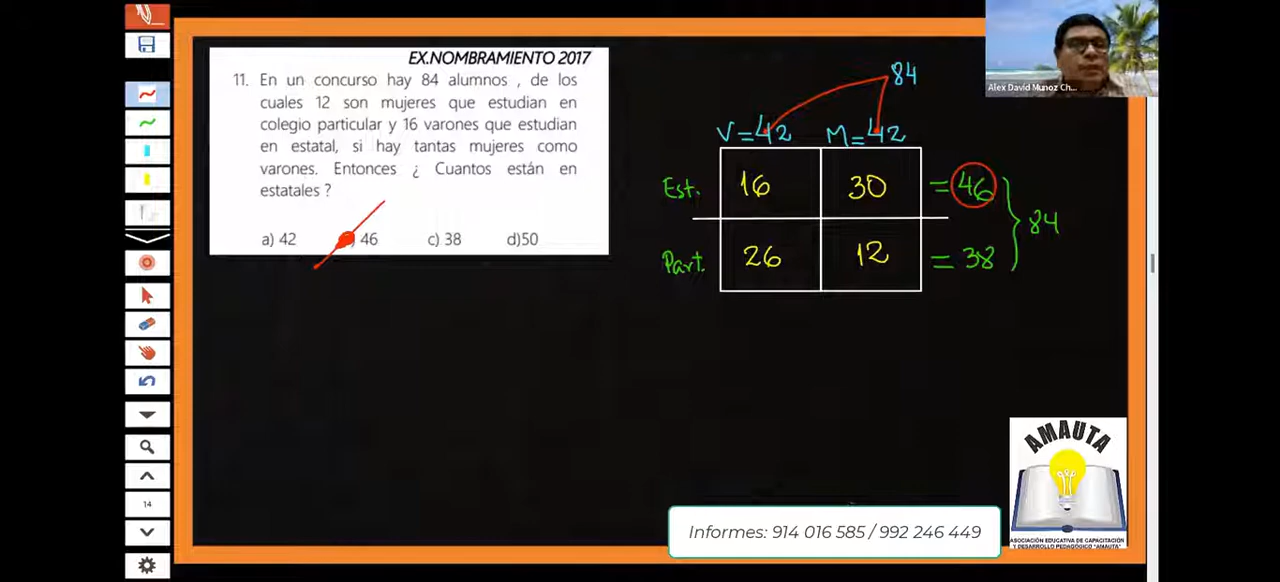 EX.NOMBRAMIENTO 2017
11. En un concurso hay 84 alumnos , de los
cuales 12 son mujeres que estudian en
colegio particular y 16 varones que estudian
en estatal, si hay tantas mujeres como
varones. Entonces ¿ Cuantos están en
estatales ?
a) 42 ) 46 c) 38 d)50
84
V=42 M=42
Est. 16 30 =46
84
Part. 26 12 =38
Alex David Munoz Ch...
14
AMAUTA
ASOCIACIÓN EDUCATIVA DE CAPACITACIÓN
Y DESARROLLO PEDAGÓGICO "AMAUTA"
Informes: 914 016 585 / 992 246 449